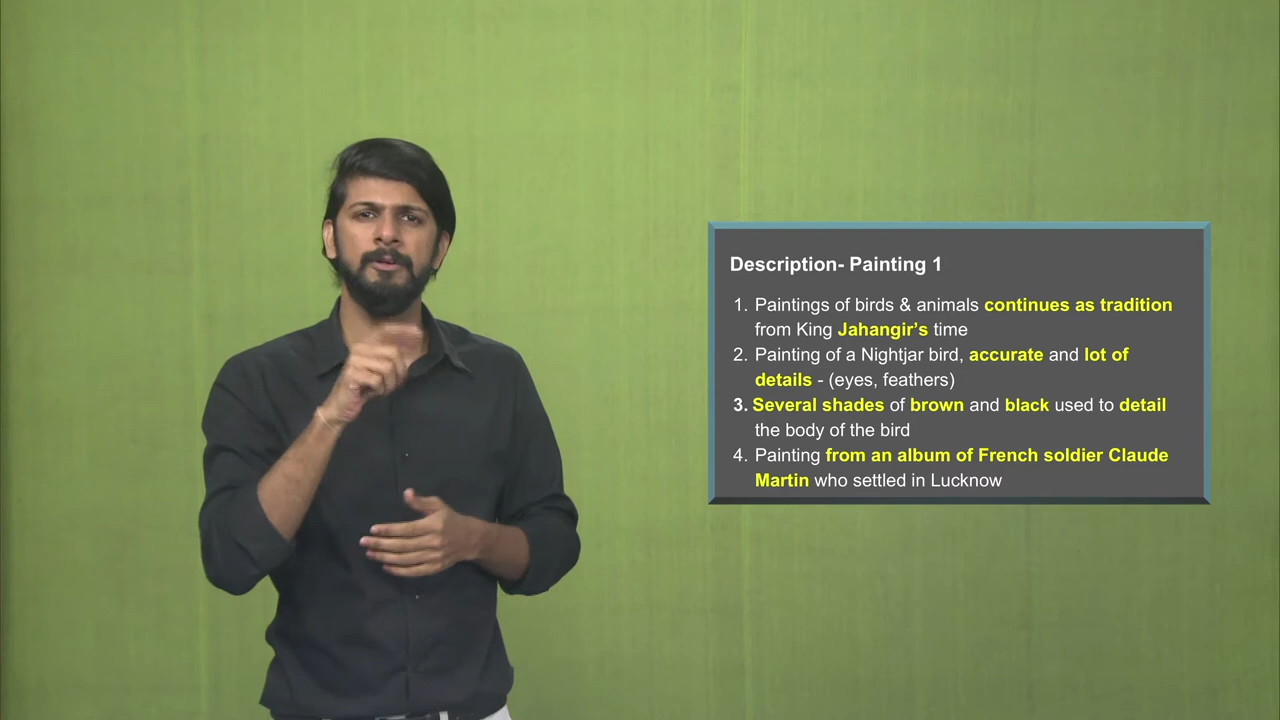 Description- Painting 1
1. Paintings of birds & animals continues as tradition
from King Jahangir's time
2. Painting of a Nightjar bird, accurate and lot of
details - (eyes, feathers)
3. Several shades of brown and black used to detail
the body of the bird
4. Painting from an album of French soldier Claude
Martin who settled in Lucknow